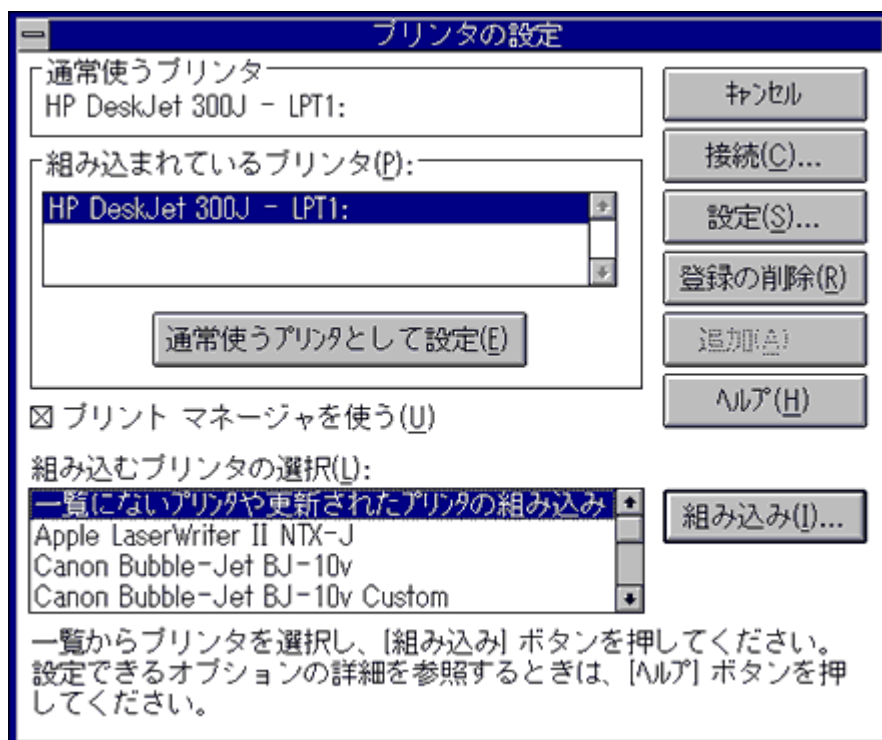 プリンタの設定
通常使うプリンタ
HP DeskJet 300J - LPT1:
組み込まれているプリンタ(P):
HP DeskJet 300J - LPT1:
通常使うﾌﾟﾘﾝﾀとして設定(E)
ｷｬﾝｾﾙ
接続(C)...
設定(S)...
登録の削除(R)
追加(A)
ﾍﾙﾌﾟ(H)
プリント マネージャを使う(U)
組み込むプリンタの選択(L):
一覧にないﾌﾟﾘﾝﾀや更新されたﾌﾟﾘﾝﾀの組み込み
Apple LaserWriter II NTX-J
Canon Bubble-Jet BJ-10v
Canon Bubble-Jet BJ-10v Custom
組み込み(I)...
一覧からプリンタを選択し、[組み込み] ボタンを押してください。
設定できるオプションの詳細を参照するときは、[ﾍﾙﾌﾟ] ボタンを押
してください。